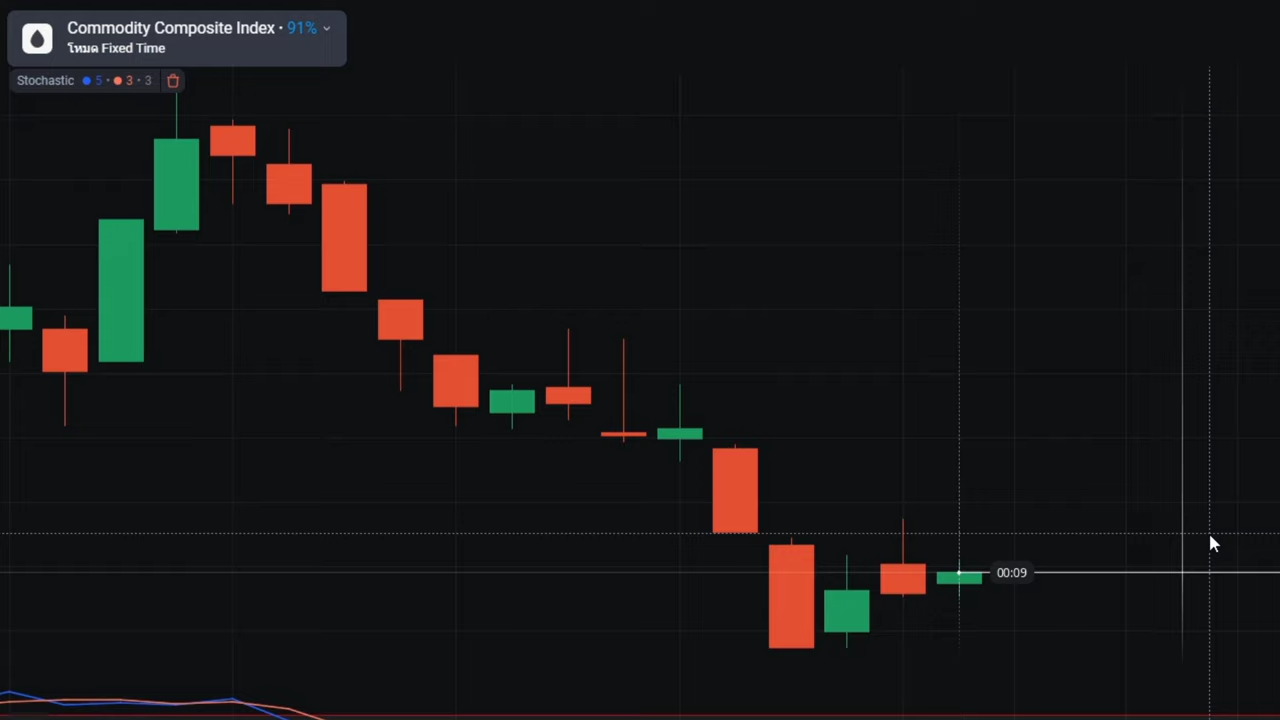 Commodity Composite Index • 91%
โหมด Fixed Time
Stochastic 5 • 3 • 3
00:09